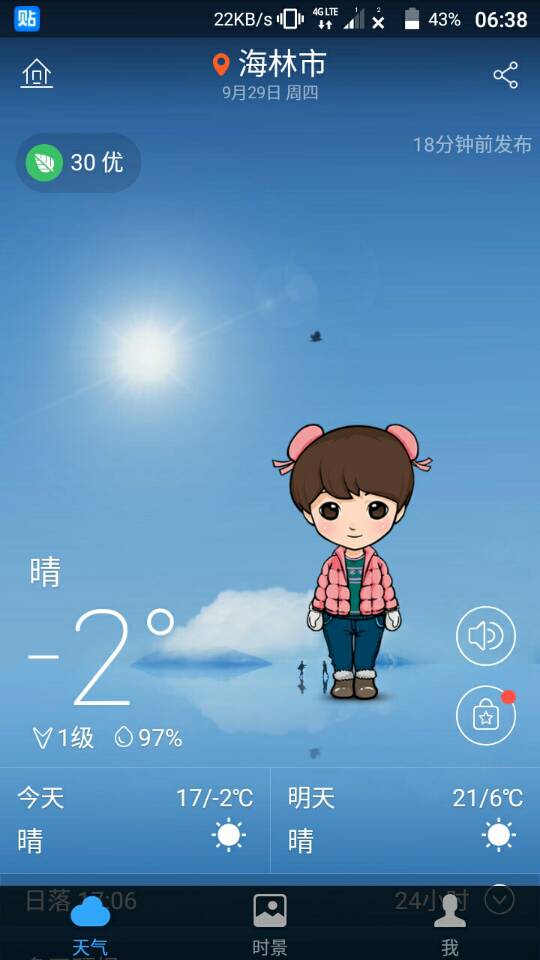 贴 22KB/s 4G LTE 1 2 43% 06:38
海林市
9月29日 周四
18分钟前发布
30 优
晴
-2°
1级 97%
今天 17/-2℃
晴
明天 21/6℃
晴
日落 17:06 24小时
天气 时景 我